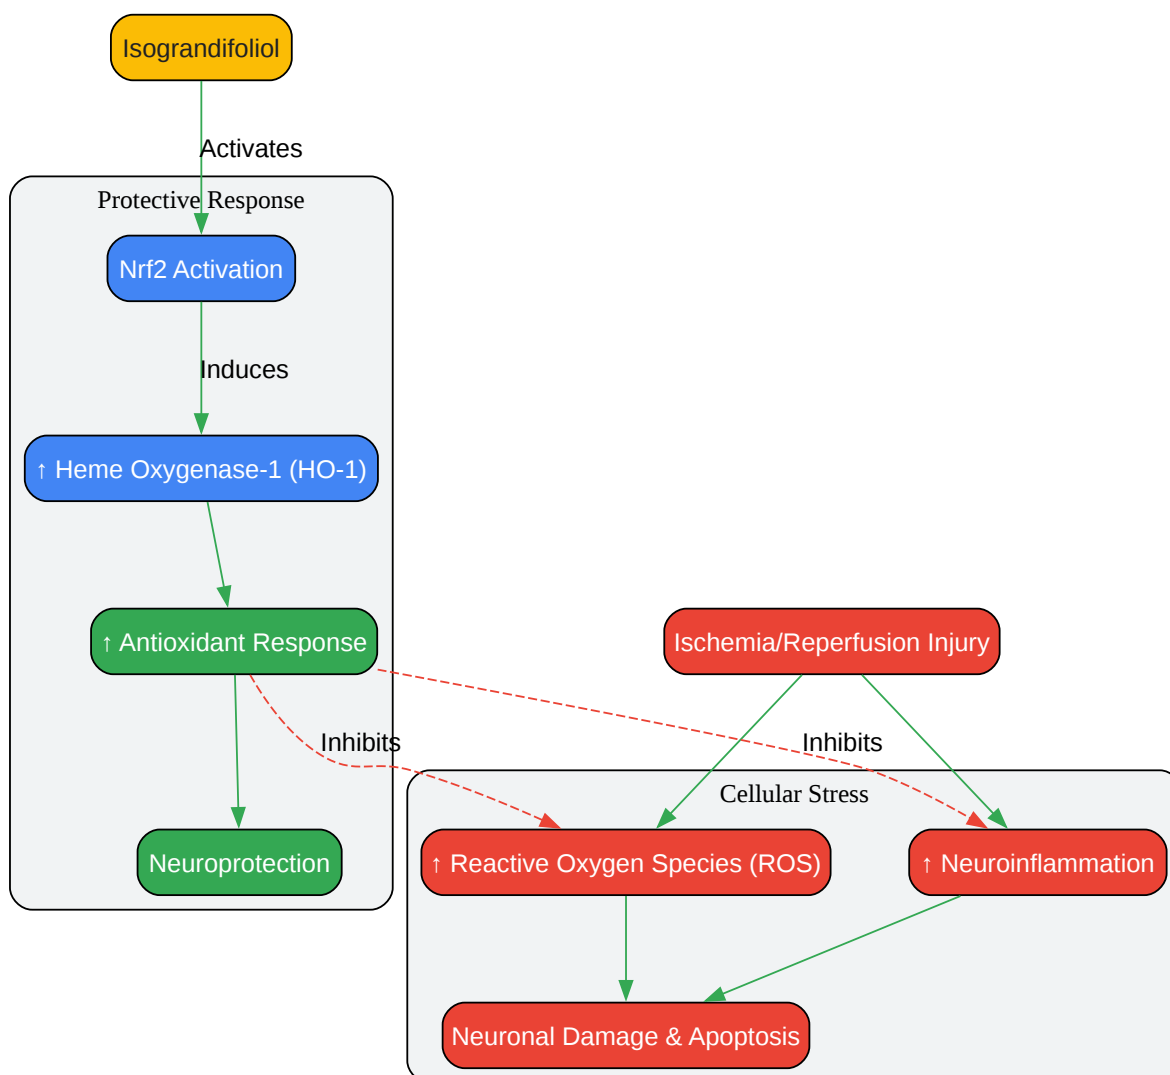 Isograndifoliol
Activates
Protective Response
Nrf2 Activation
Induces
↑ Heme Oxygenase-1 (HO-1)
↑ Antioxidant Response
Ischemia/Reperfusion Injury
Inhibits
Inhibits
Cellular Stress
Neuroprotection
↑ Reactive Oxygen Species (ROS)
↑ Neuroinflammation
Neuronal Damage & Apoptosis